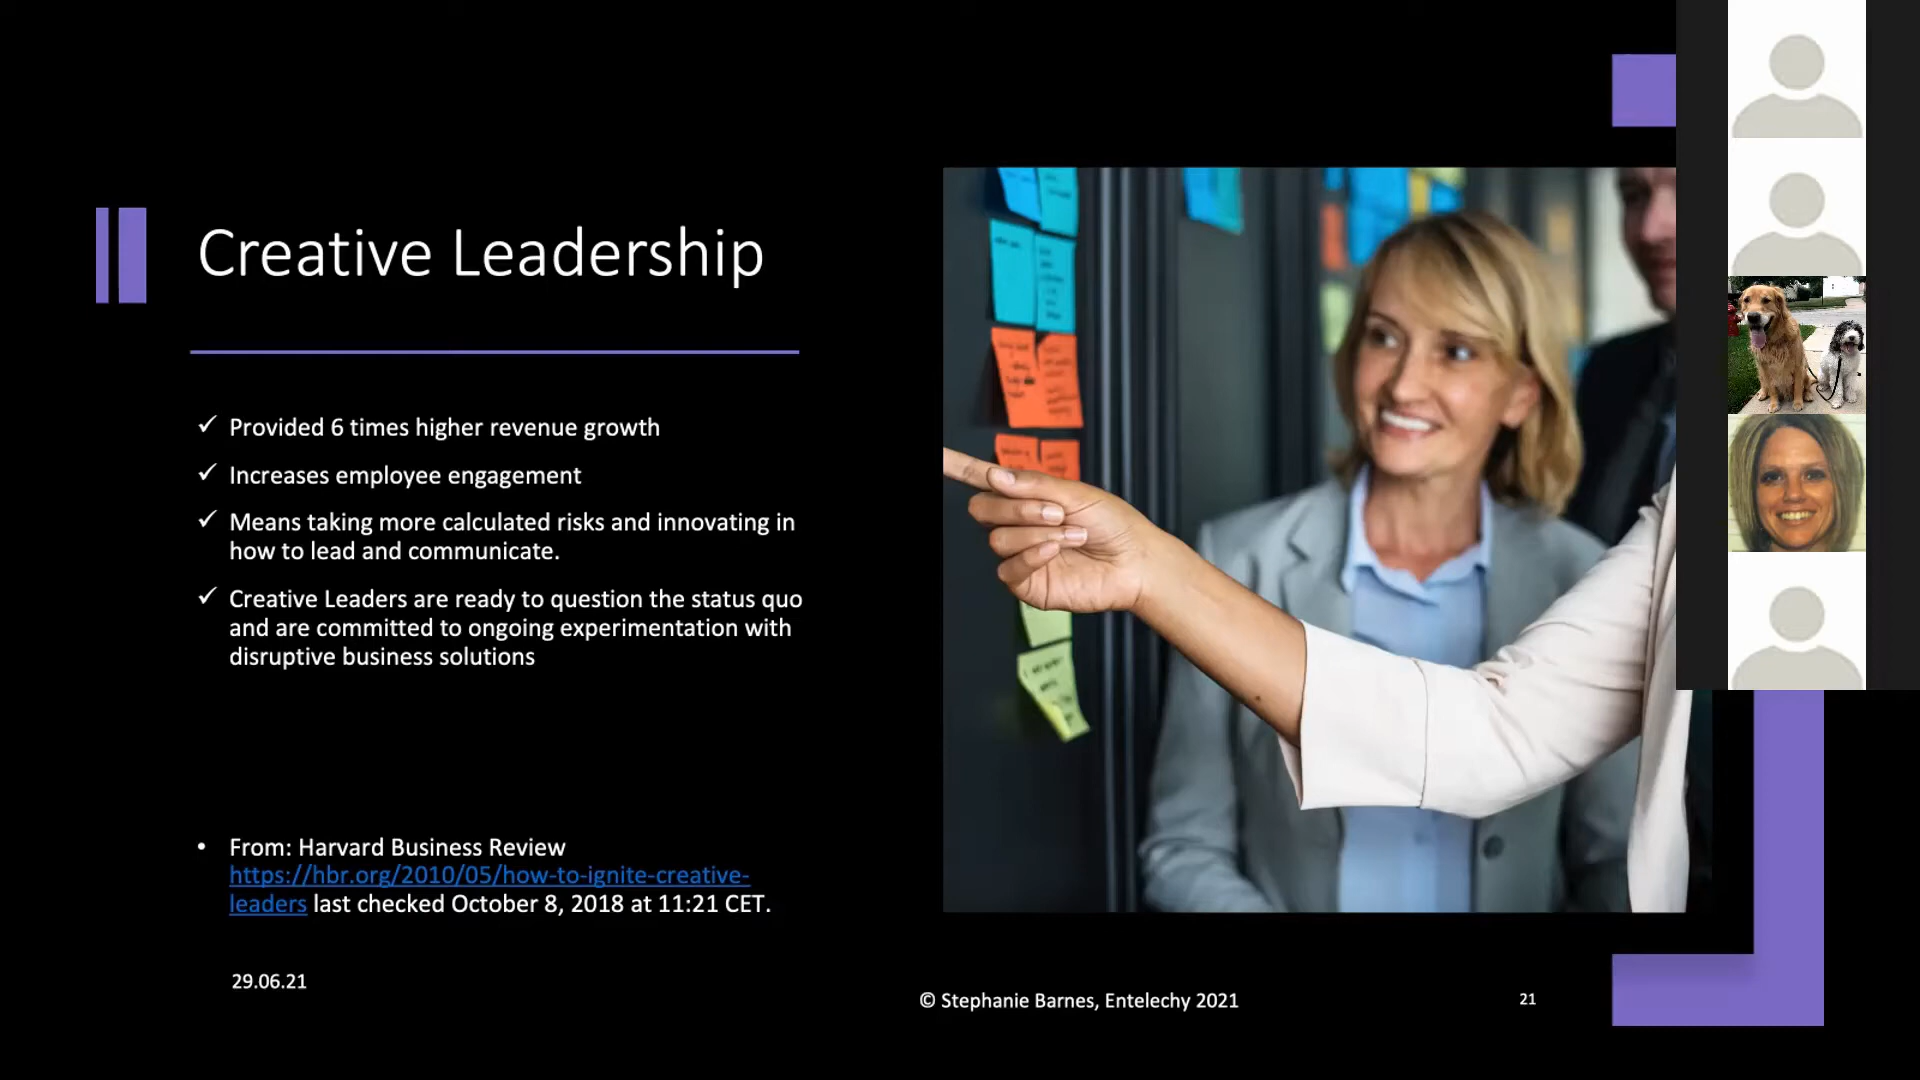 Creative Leadership
✓ Provided 6 times higher revenue growth
✓ Increases employee engagement
✓ Means taking more calculated risks and innovating in
how to lead and communicate.
✓ Creative Leaders are ready to question the status quo
and are committed to ongoing experimentation with
disruptive business solutions
• From: Harvard Business Review
https://hbr.org/2010/05/how-to-ignite-creative-
leaders last checked October 8, 2018 at 11:21 CET.
29.06.21
© Stephanie Barnes, Entelechy 2021
21